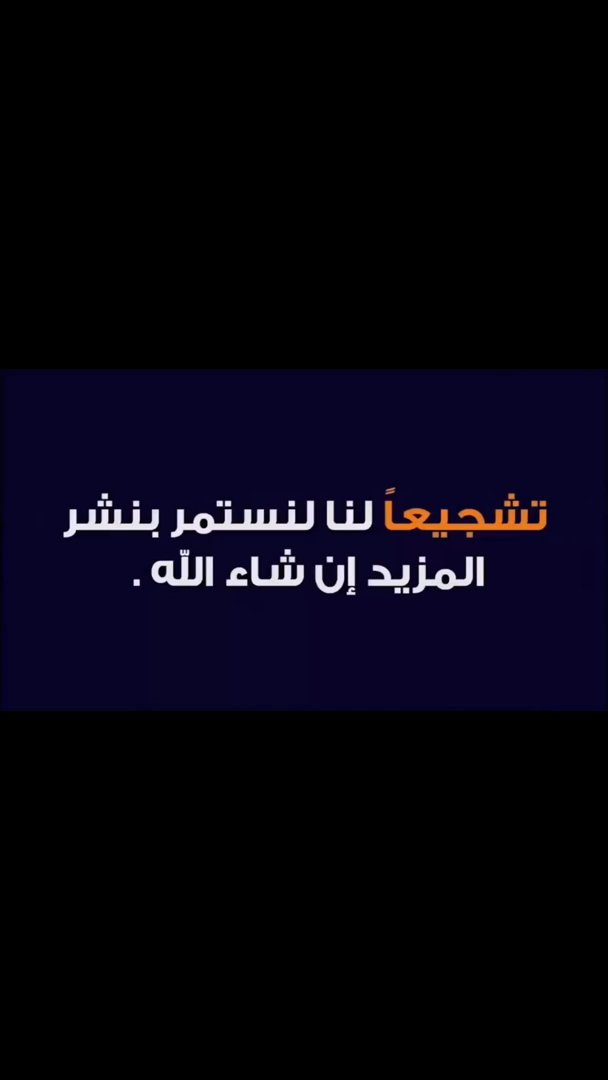 تشجيعاً لنا لنستمر بنشر
المزيد إن شاء الله .